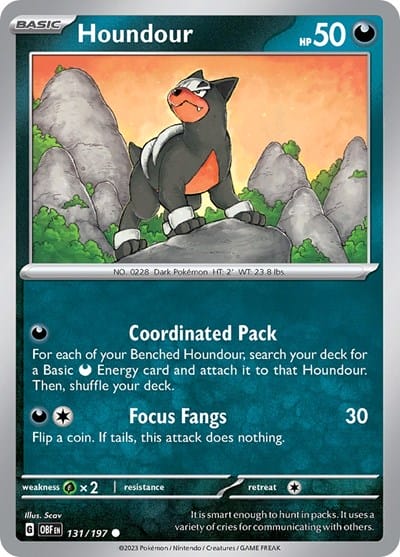 BASIC Houndour HP 50
NO. 0228 Dark Pokémon HT: 2' WT: 23.8 lbs.
Coordinated Pack
For each of your Benched Houndour, search your deck for
a Basic Energy card and attach it to that Houndour.
Then, shuffle your deck.
Focus Fangs 30
Flip a coin. If tails, this attack does nothing.
weakness ×2 resistance retreat
Illus. Scav
G OBF EN 131/197
It is smart enough to hunt in packs. It uses a
variety of cries for communicating with others.
©2023 Pokémon / Nintendo / Creatures / GAME FREAK